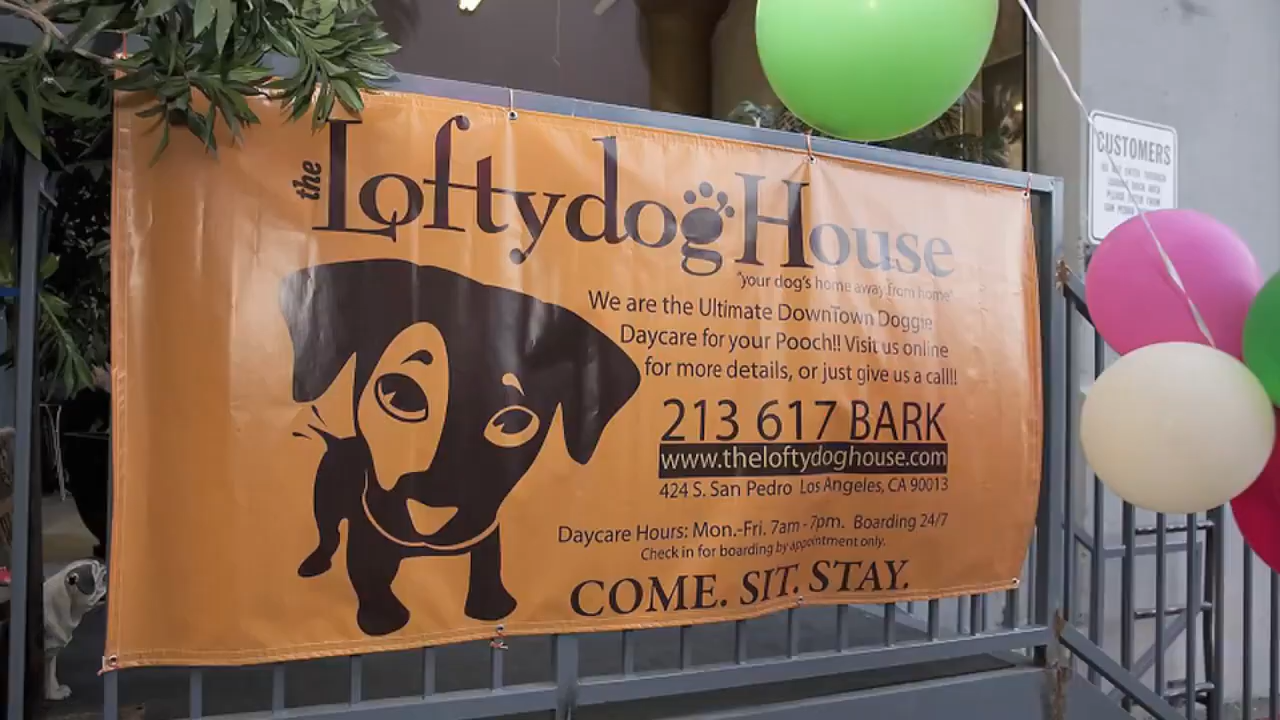 the Loftydog House
"your dog's home away from home"
We are the Ultimate DownTown Doggie
Daycare for your Pooch!! Visit us online
for more details, or just give us a call!!
213 617 BARK
www.theloftydoghouse.com
424 S. San Pedro Los Angeles, CA 90013
Daycare Hours: Mon.-Fri. 7am - 7pm. Boarding 24/7
Check in for boarding by appointment only.
COME. SIT. STAY.
CUSTOMERS